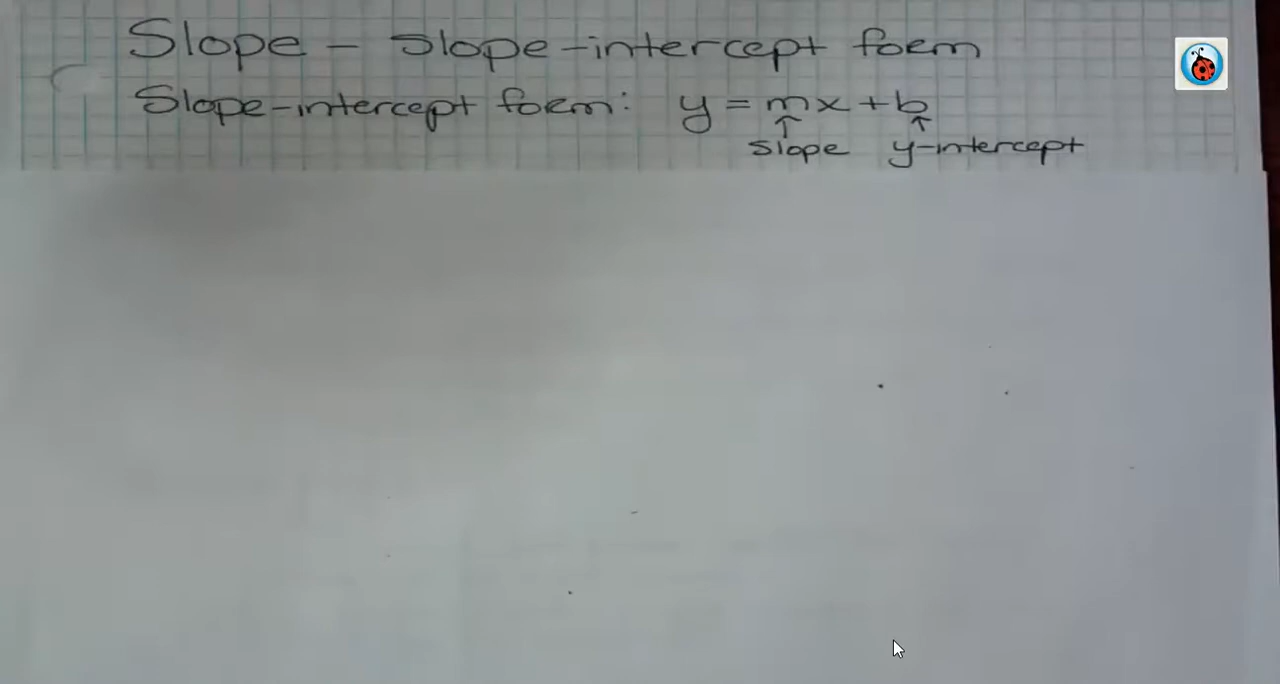 Slope - Slope-intercept form
Slope-intercept form: y = mx + b
↑ ↑
slope y-intercept